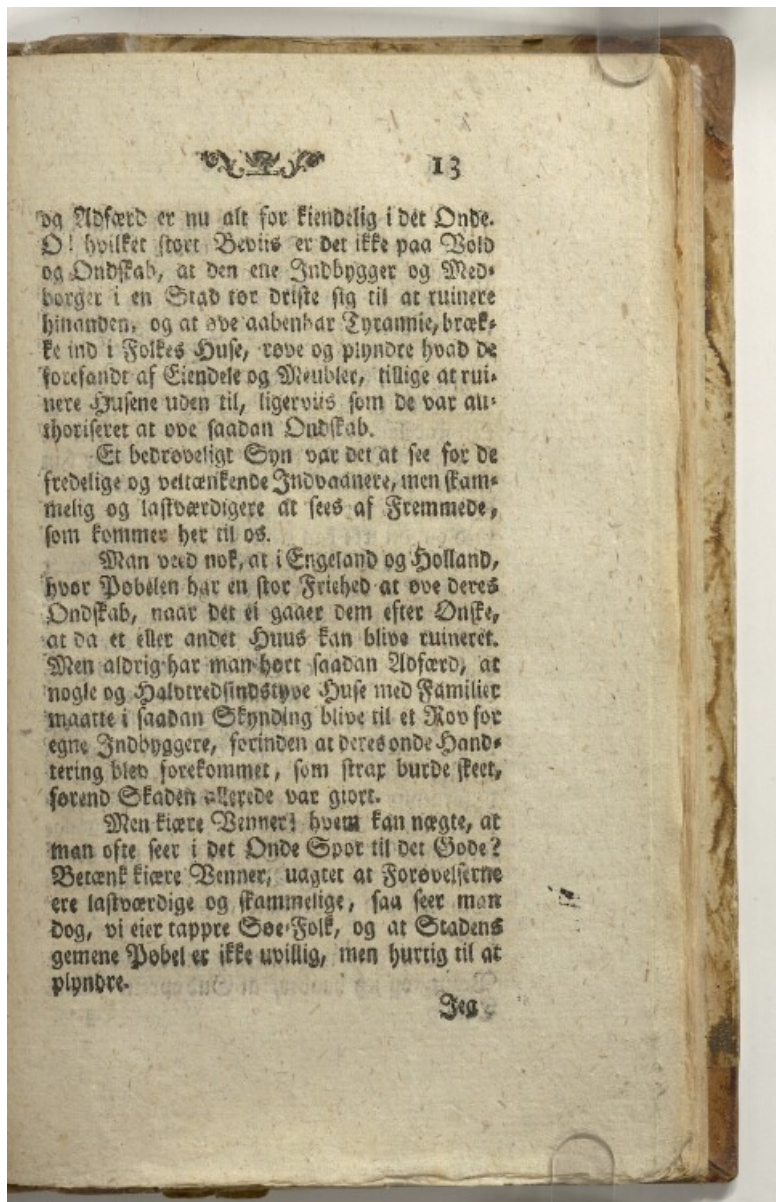 13
og Adfærd er nu alt for kiendelig i det Onde.
O! hvilket stort Beviis er det ikke paa Vold
og Ondskab, at den ene Indbygger og Med-
borger i en Stad tør driste sig til at ruinere
hinanden, og at øve aabenbar Tyrannie, bræk-
ke ind i Folkes Huse, røve og plyndre hvad de
forefandt af Eiendele og Meubler, tillige at rui-
nere Husene uden til, ligerviis som de var au-
thoriseret at øve saadan Ondskab.
Et bedrøveligt Syn var det at see for de
fredelige og veltænkende Indvaanere, men skam-
melig og lastværdigere at sees af Fremmede,
som kommer her til os.
Man veed nok, at i Engeland og Holland,
hvor Pøbelen har en stor Friehed at øve deres
Ondskab, naar det ei gaaer dem efter Ønske,
at da et eller andet Huus kan blive ruineret.
Men aldrig har man hørt saadan Adfærd, at
nogle og Halvtredsindstyve Huse med Familier
maatte i saadan Skynding blive til et Rov for
egne Indbyggere, forinden at deres onde Hand-
tering blev forekommet, som strax burde skeet,
førend Skaden allerede var giort.
Men kiære Venner! hvem kan nægte, at
man ofte seer i det Onde Spor til det Gode?
Betænk kiære Venner, uagtet at Forøvelserne
ere lastværdige og skammelige, saa seer man
dog, vi eier tappre Søe-Folk, og at Stadens
gemene Pøbel er ikke uvillig, men hurtig til at
plyndre.
Jeg